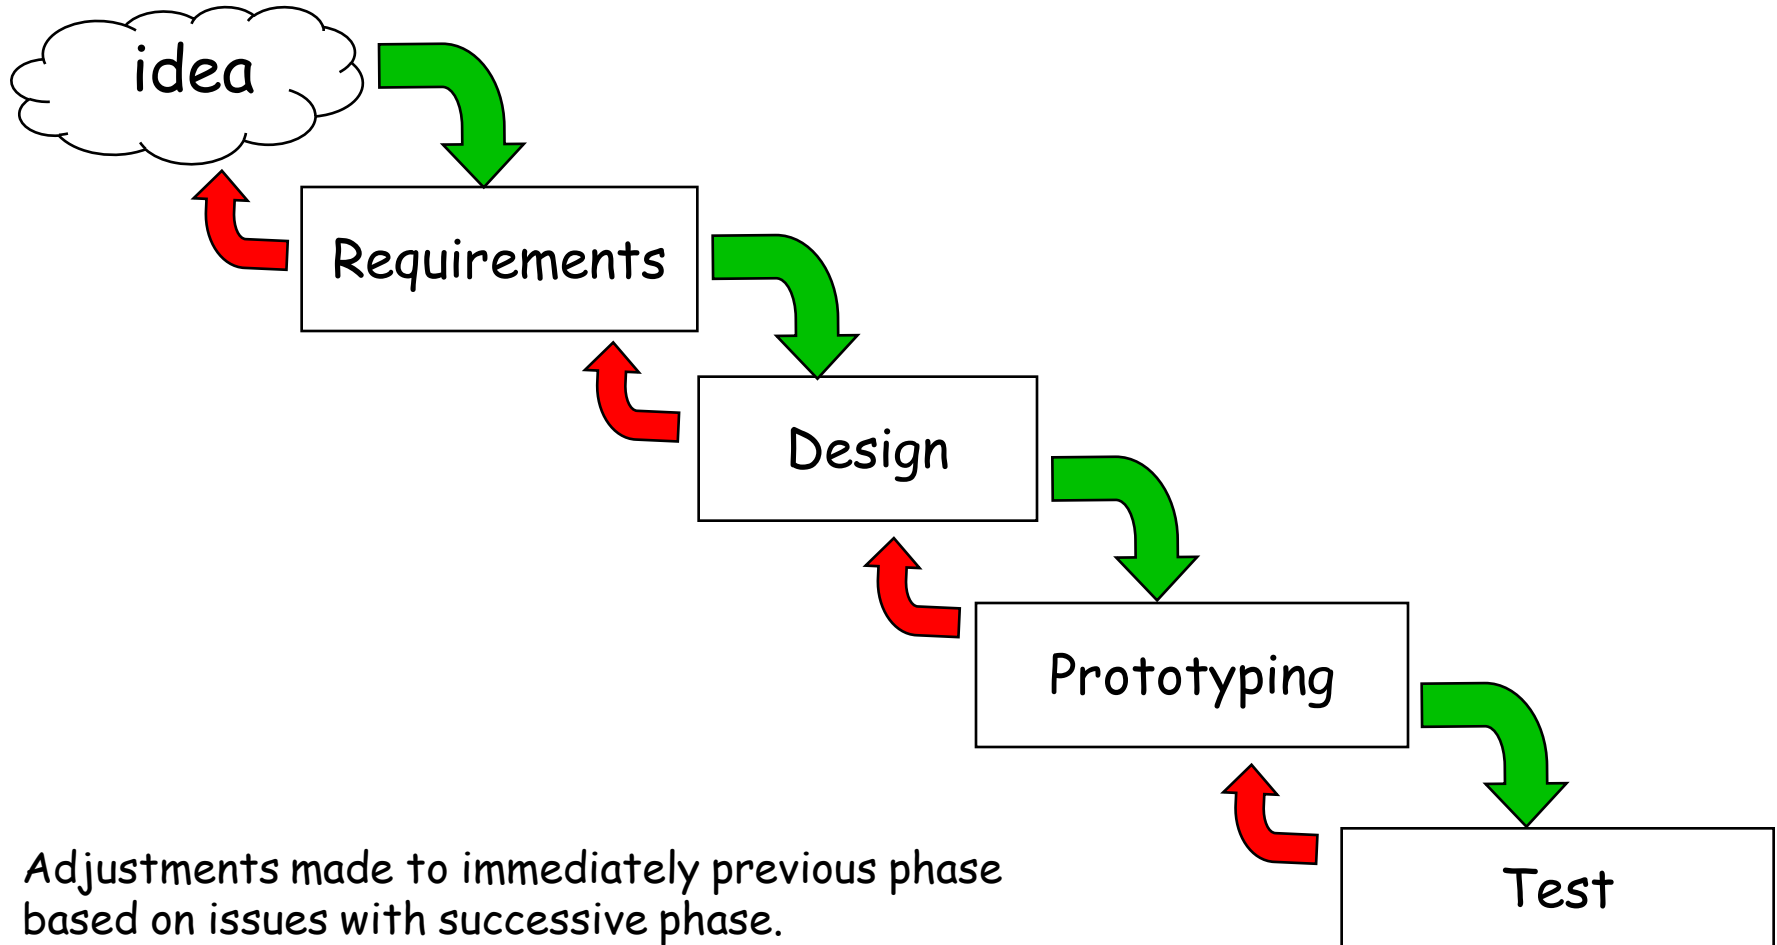 idea
Requirements
Design
Prototyping
Test
Adjustments made to immediately previous phase
based on issues with successive phase.